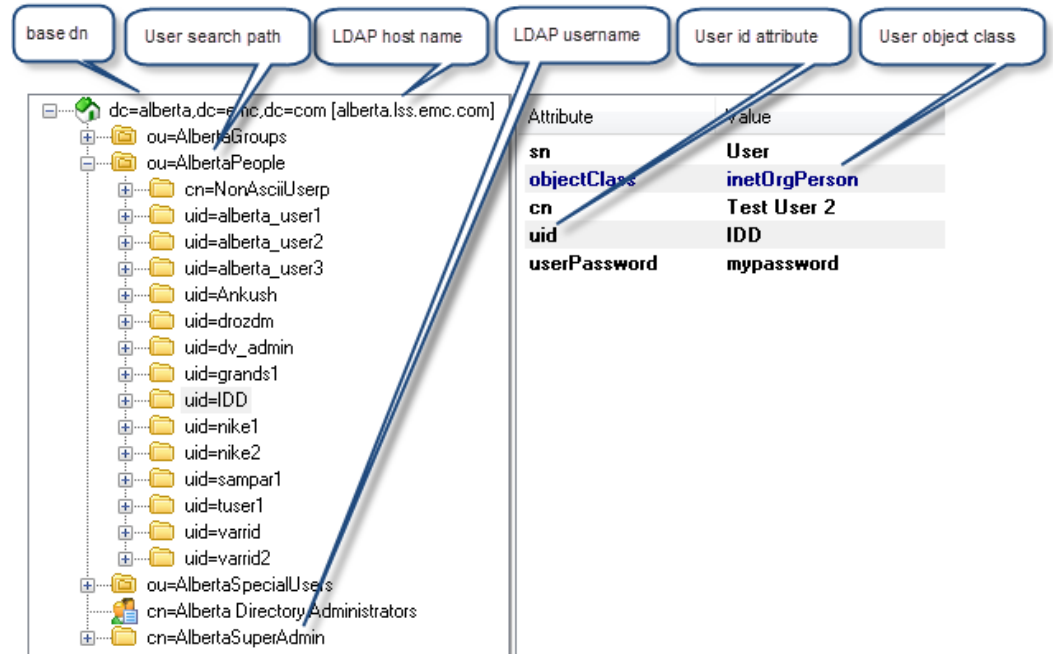 base dn
User search path
LDAP host name
LDAP username
User id attribute
User object class
dc=alberta,dc=emc,dc=com [alberta.lss.emc.com]
ou=AlbertaGroups
ou=AlbertaPeople
cn=NonAsciiUserp
uid=alberta_user1
uid=alberta_user2
uid=alberta_user3
uid=Ankush
uid=drozdm
uid=dv_admin
uid=grands1
uid=IDD
uid=nike1
uid=nike2
uid=sampar1
uid=tuser1
uid=varrid
uid=varrid2
ou=AlbertaSpecialUsers
cn=Alberta Directory Administrators
cn=AlbertaSuperAdmin
Attribute Value
sn User
objectClass inetOrgPerson
cn Test User 2
uid IDD
userPassword mypassword